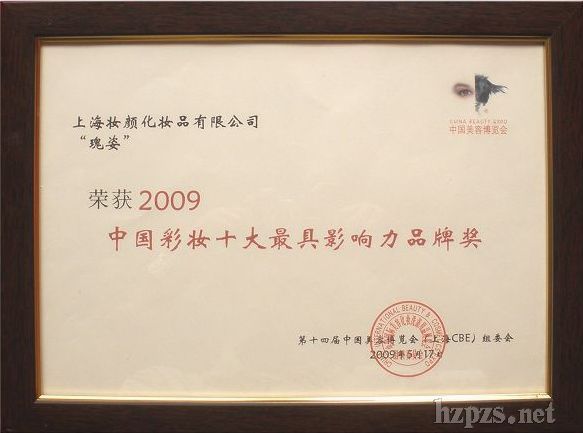 CHINA BEAUTY EXPO
中国美容博览会
上海妆颜化妆品有限公司
“瑰姿”
荣获2009
中国彩妆十大最具影响力品牌奖
INTERNATIONAL BEAUTY &
第十四届中国美容博览会（上海CBE）组委会
2009年5月17日
hzpzs.net